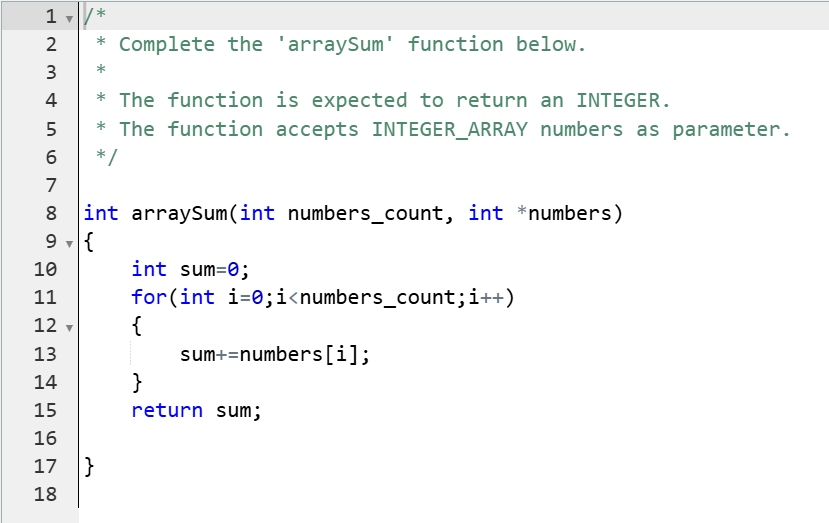 1 /*
2  * Complete the 'arraySum' function below.
3  *
4  * The function is expected to return an INTEGER.
5  * The function accepts INTEGER_ARRAY numbers as parameter.
6  */
7
8 int arraySum(int numbers_count, int *numbers)
9 {
10     int sum=0;
11     for(int i=0;i<numbers_count;i++)
12     {
13         sum+=numbers[i];
14     }
15     return sum;
16
17 }
18